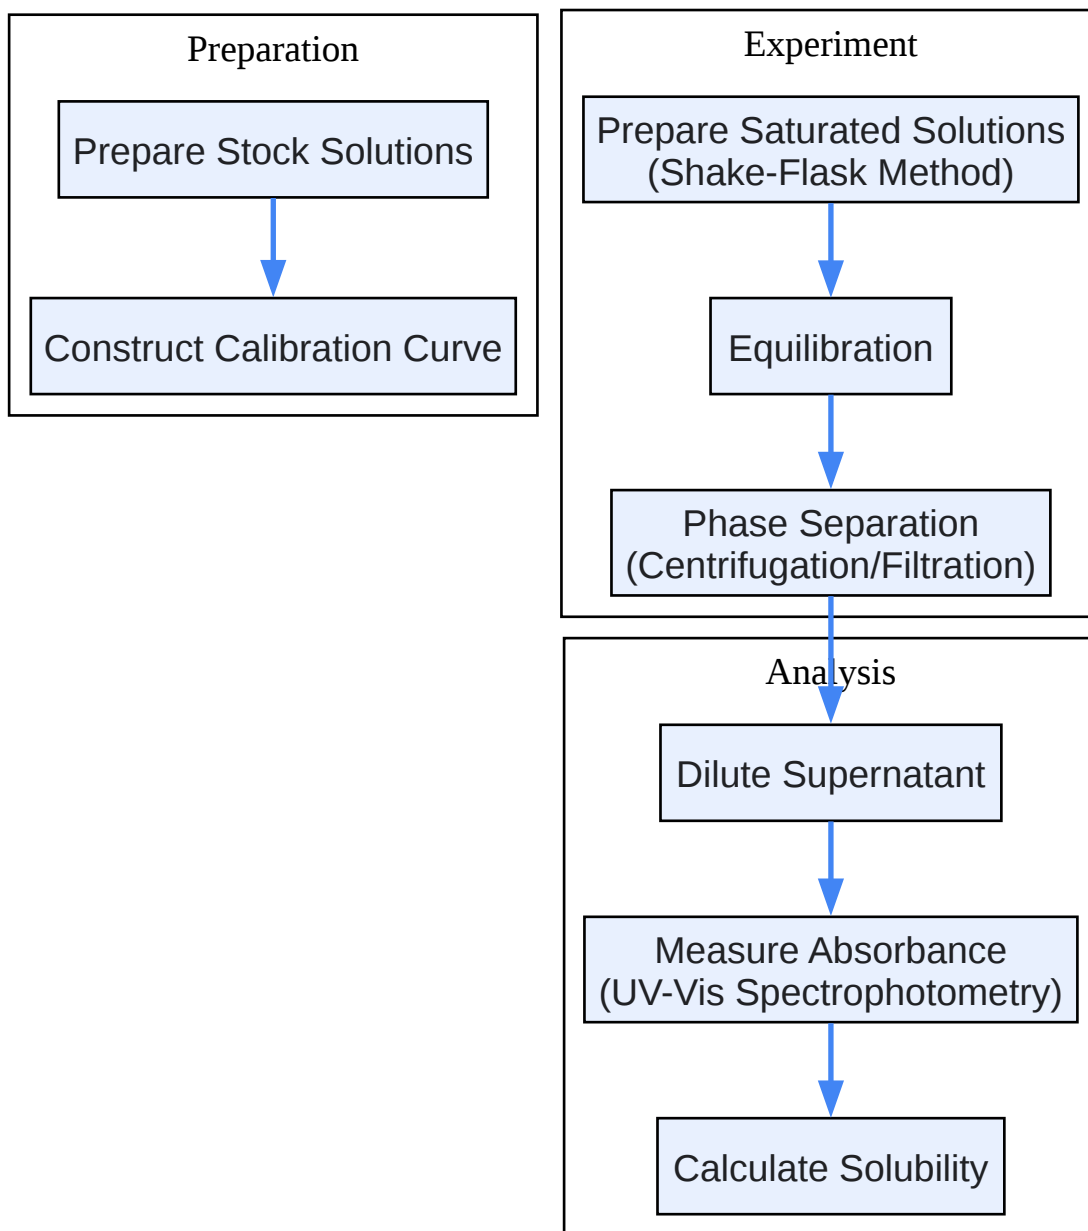 Preparation
Prepare Stock Solutions
Construct Calibration Curve
Experiment
Prepare Saturated Solutions
(Shake-Flask Method)
Equilibration
Phase Separation
(Centrifugation/Filtration)
Analysis
Dilute Supernatant
Measure Absorbance
(UV-Vis Spectrophotometry)
Calculate Solubility